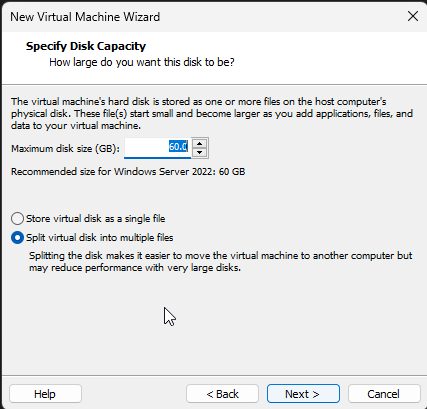 New Virtual Machine Wizard
Specify Disk Capacity
How large do you want this disk to be?
The virtual machine's hard disk is stored as one or more files on the host computer's
physical disk. These file(s) start small and become larger as you add applications, files, and
data to your virtual machine.
Maximum disk size (GB): 60.0
Recommended size for Windows Server 2022: 60 GB
Store virtual disk as a single file
Split virtual disk into multiple files
Splitting the disk makes it easier to move the virtual machine to another computer but
may reduce performance with very large disks.
Help < Back Next > Cancel